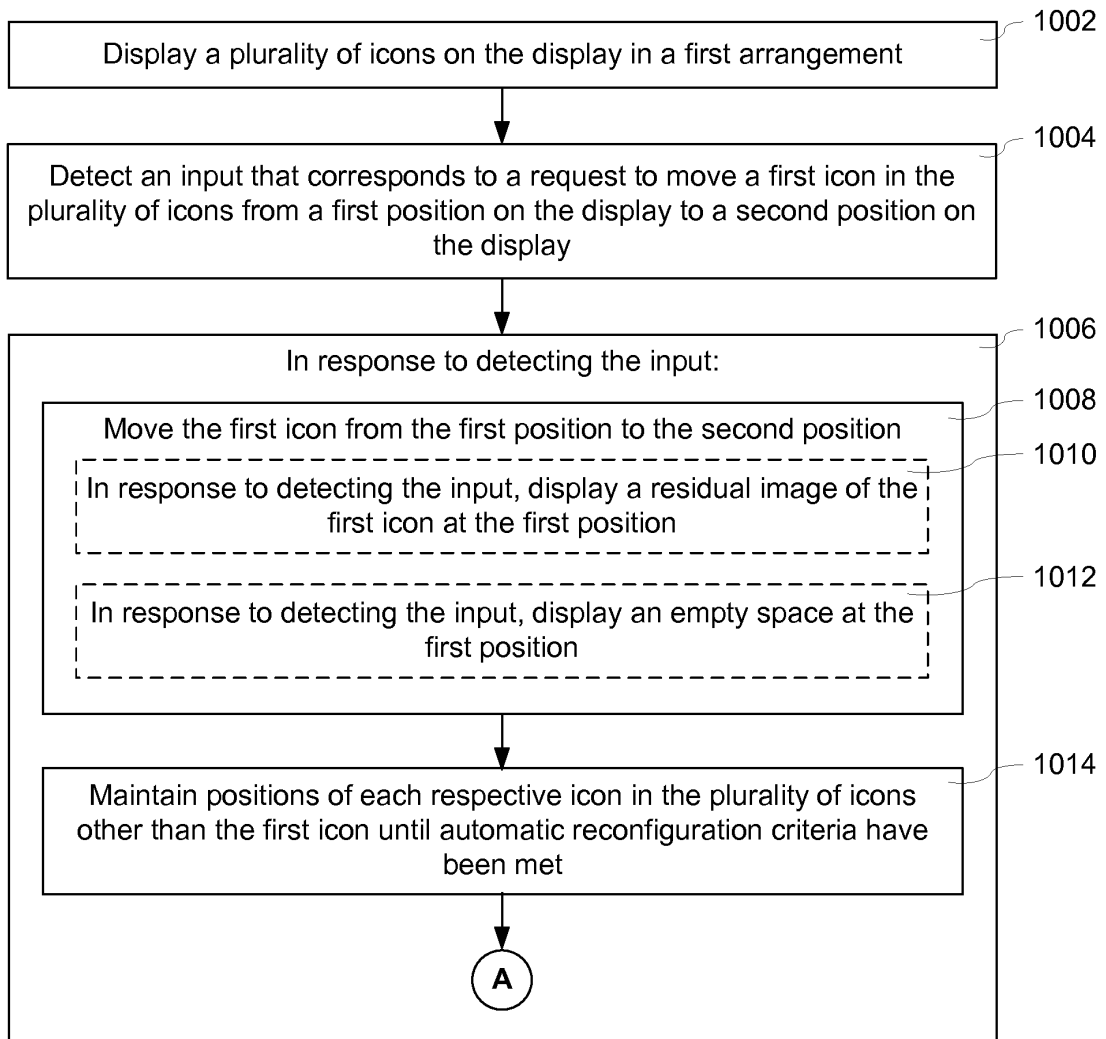 1002
Display a plurality of icons on the display in a first arrangement
1004
Detect an input that corresponds to a request to move a first icon in the
plurality of icons from a first position on the display to a second position on
the display
1006
In response to detecting the input:
1008
Move the first icon from the first position to the second position
1010
In response to detecting the input, display a residual image of the
first icon at the first position
1012
In response to detecting the input, display an empty space at the
first position
1014
Maintain positions of each respective icon in the plurality of icons
other than the first icon until automatic reconfiguration criteria have
been met
A